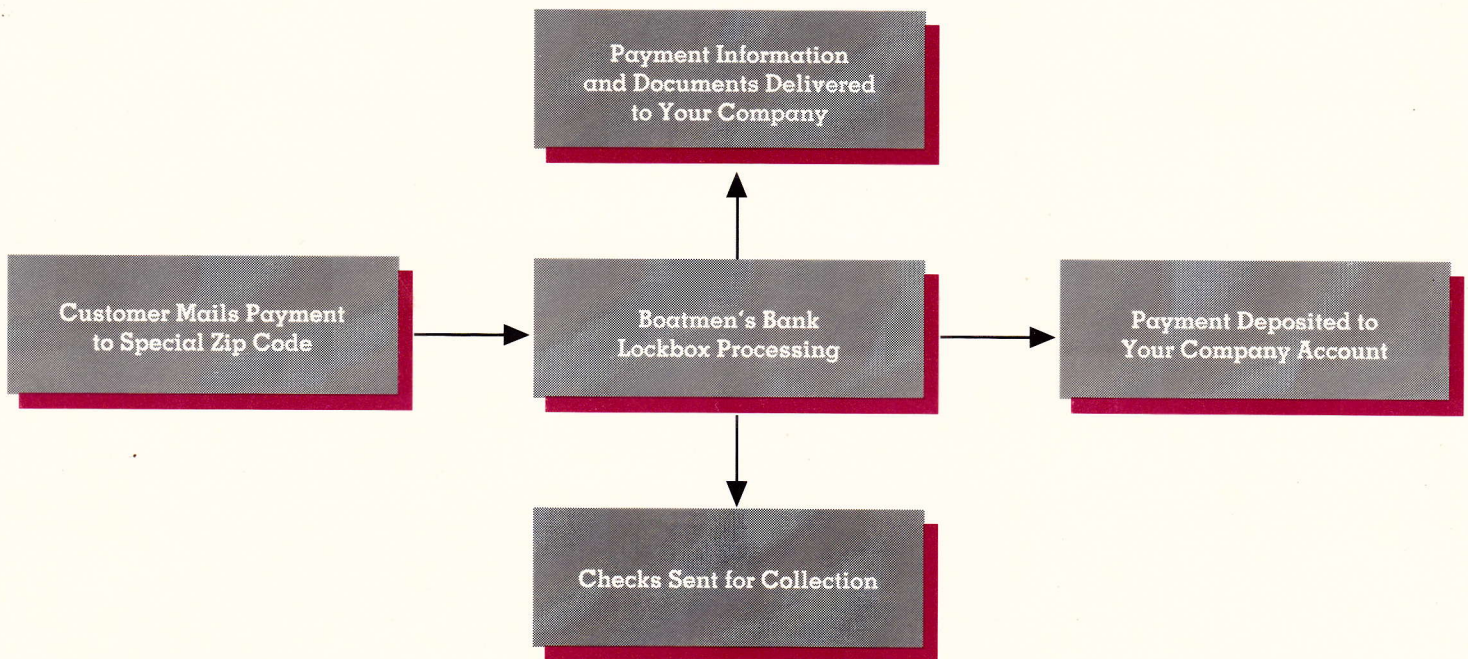 Payment Information
and Documents Delivered
to Your Company
Customer Mails Payment
to Special Zip Code
Boatmen's Bank
Lockbox Processing
Payment Deposited to
Your Company Account
Checks Sent for Collection